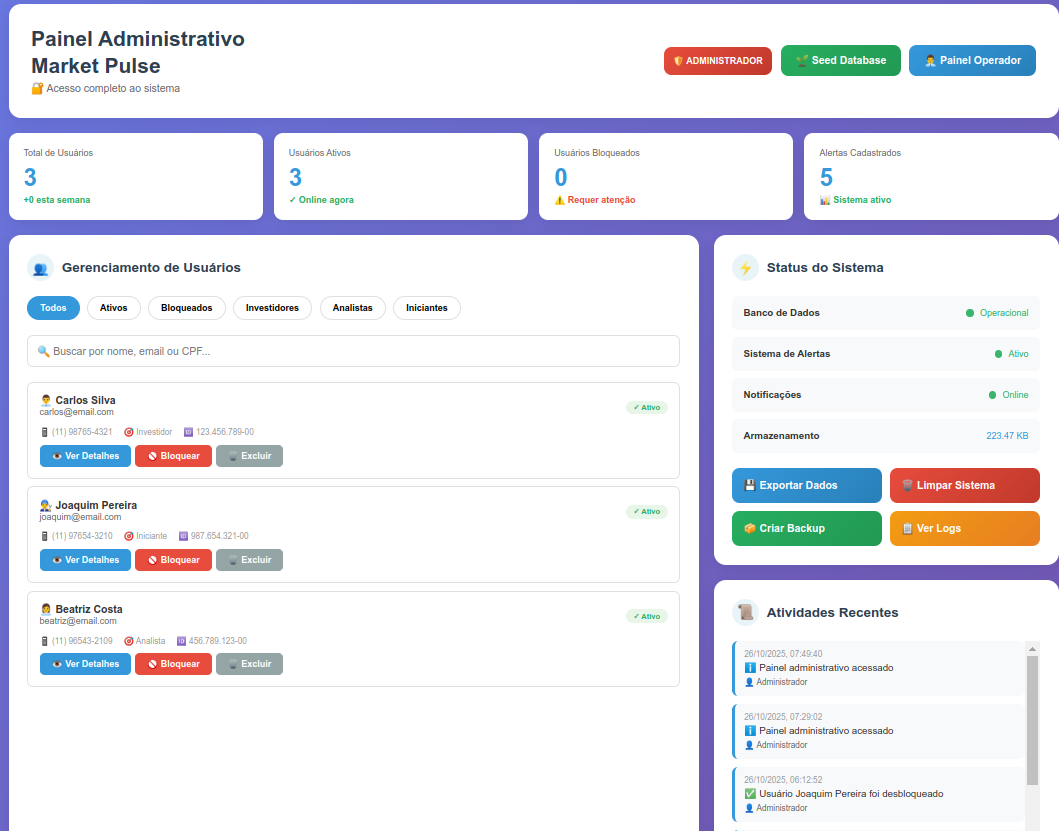 Painel Administrativo
Market Pulse
🔐 Acesso completo ao sistema
🛡️ ADMINISTRADOR
🌱 Seed Database
👨‍💼 Painel Operador
Total de Usuários
3
+0 esta semana
Usuários Ativos
3
✓ Online agora
Usuários Bloqueados
0
⚠️ Requer atenção
Alertas Cadastrados
5
📊 Sistema ativo
👥 Gerenciamento de Usuários
Todos
Ativos
Bloqueados
Investidores
Analistas
Iniciantes
🔍 Buscar por nome, email ou CPF...
👨‍💼 Carlos Silva
carlos@email.com
✓ Ativo
📱 (11) 98765-4321 🎯 Investidor 🆔 123.456.789-00
👁️ Ver Detalhes
🚫 Bloquear
🗑️ Excluir
👨‍🔧 Joaquim Pereira
joaquim@email.com
✓ Ativo
📱 (11) 97654-3210 🎯 Iniciante 🆔 987.654.321-00
👁️ Ver Detalhes
🚫 Bloquear
🗑️ Excluir
👩‍💼 Beatriz Costa
beatriz@email.com
✓ Ativo
📱 (11) 96543-2109 🎯 Analista 🆔 456.789.123-00
👁️ Ver Detalhes
🚫 Bloquear
🗑️ Excluir
⚡ Status do Sistema
Banco de Dados
Operacional
Sistema de Alertas
Ativo
Notificações
Online
Armazenamento
223.47 KB
💾 Exportar Dados
🗑️ Limpar Sistema
📦 Criar Backup
📋 Ver Logs
📜 Atividades Recentes
26/10/2025, 07:49:40
ℹ️ Painel administrativo acessado
👤 Administrador
26/10/2025, 07:29:02
ℹ️ Painel administrativo acessado
👤 Administrador
26/10/2025, 06:12:52
✅ Usuário Joaquim Pereira foi desbloqueado
👤 Administrador